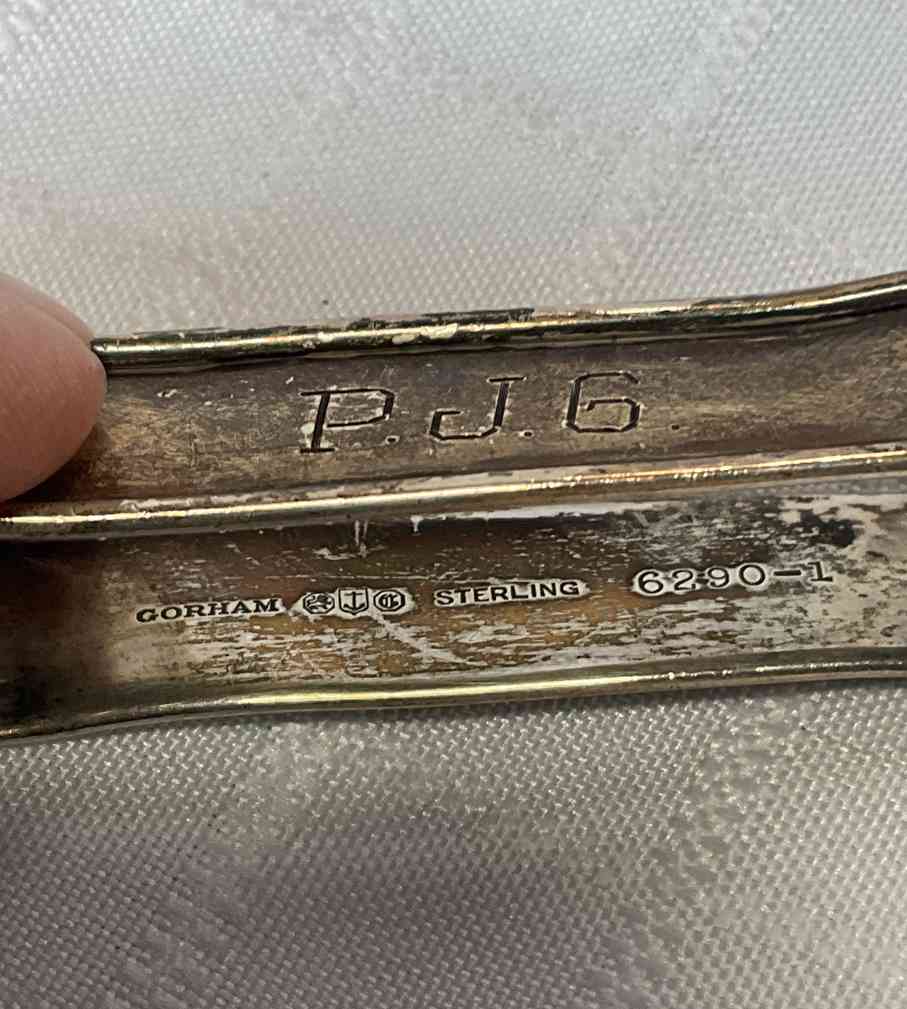 P.J.G.
GORHAM STERLING 6290-1